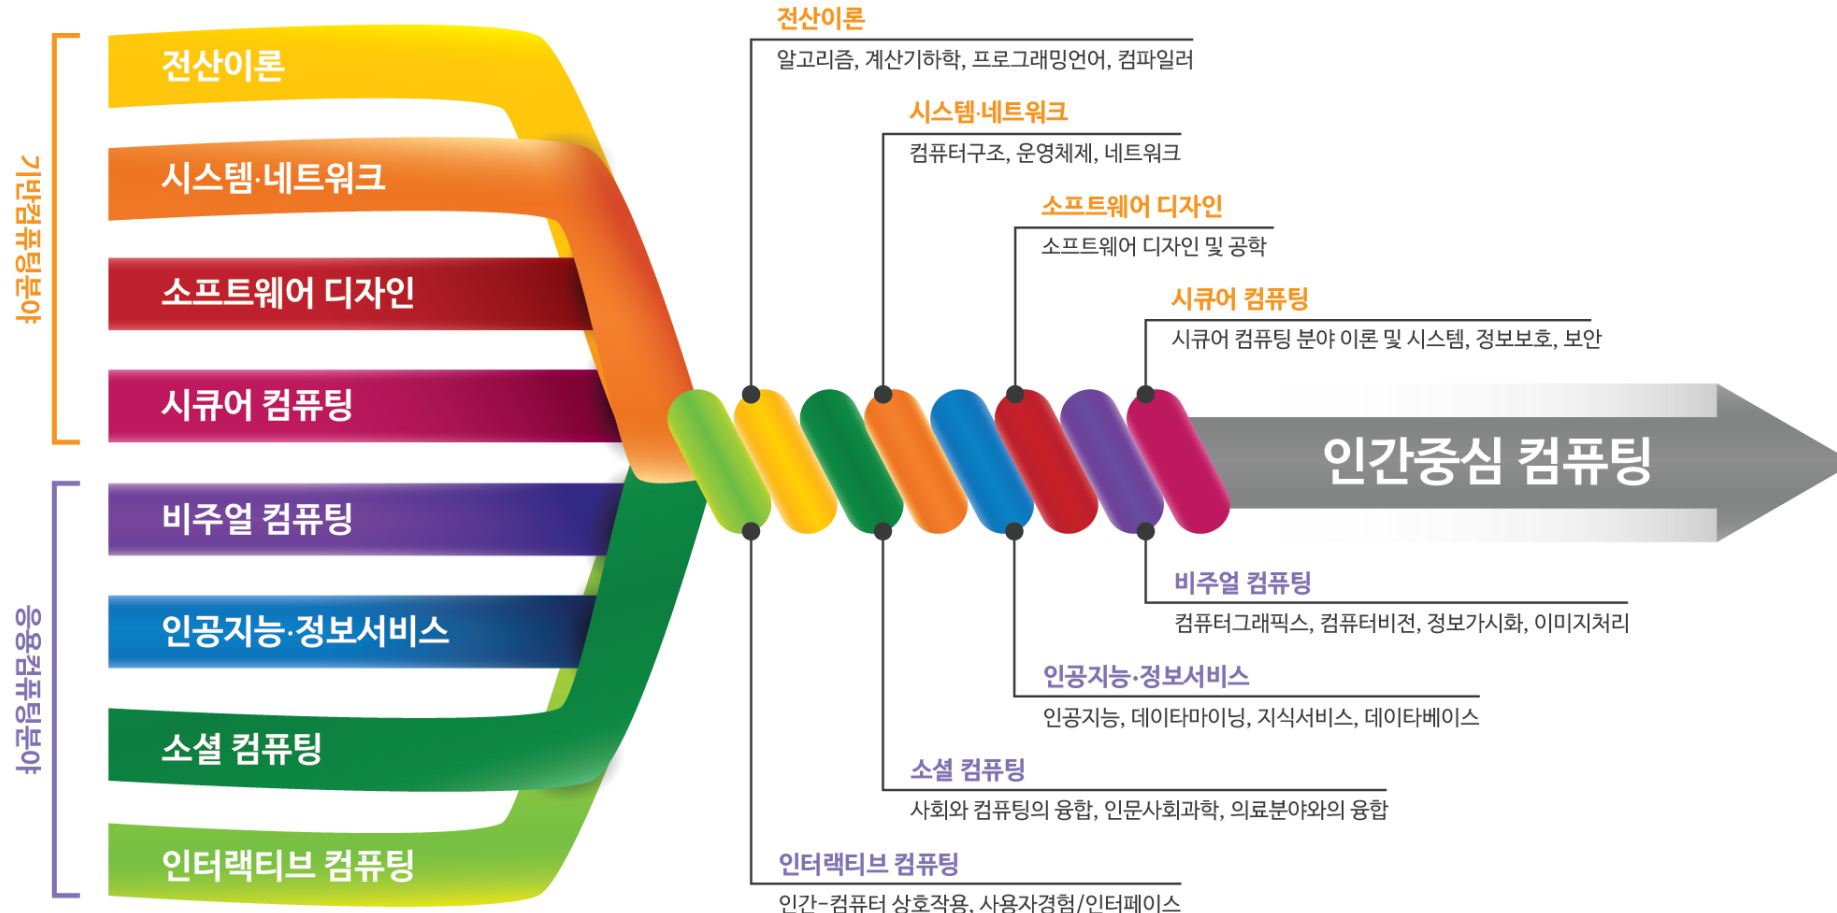 기반컴퓨팅분야
전산이론
시스템·네트워크
소프트웨어 디자인
시큐어 컴퓨팅
응용컴퓨팅분야
비주얼 컴퓨팅
인공지능·정보서비스
소셜 컴퓨팅
인터랙티브 컴퓨팅
전산이론
알고리즘, 계산기하학, 프로그래밍언어, 컴파일러
시스템·네트워크
컴퓨터구조, 운영체제, 네트워크
소프트웨어 디자인
소프트웨어 디자인 및 공학
시큐어 컴퓨팅
시큐어 컴퓨팅 분야 이론 및 시스템, 정보보호, 보안
인간중심 컴퓨팅
비주얼 컴퓨팅
컴퓨터그래픽스, 컴퓨터비전, 정보가시화, 이미지처리
인공지능·정보서비스
인공지능, 데이타마이닝, 지식서비스, 데이타베이스
소셜 컴퓨팅
사회와 컴퓨팅의 융합, 인문사회과학, 의료분야와의 융합
인터랙티브 컴퓨팅
인간-컴퓨터 상호작용, 사용자경험/인터페이스